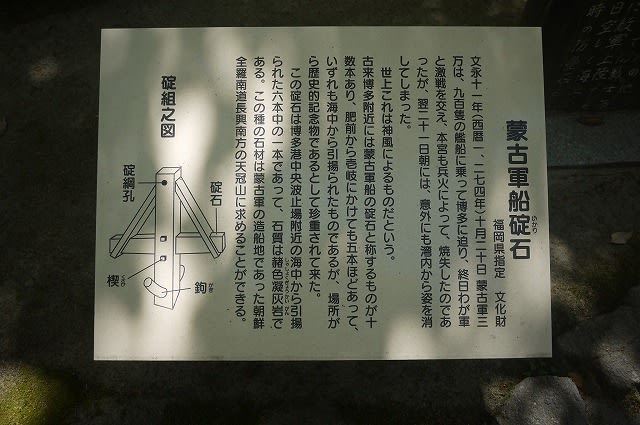 蒙古軍船碇石
いかり
福岡県指定 文化財
文永十一年(西暦一、二七四年)十月二十日 蒙古軍三
万は、九百隻の艦船に乗って博多に迫り、終日わが軍
と激戦を交え、本宮も兵火によって、焼失したのであ
ったが、翌二十一日朝には、意外にも湾内から姿を消
してしまった。
世上これは神風によるものだという。
古来博多附近には蒙古軍船の碇石と称するものが十
数本あり、肥前から壱岐にかけても五本ほどあって、
いずれも海中から引揚られたものであるが、場所が
ら歴史的記念物であるとして珍重されて来た。
この碇石は博多港中央波止場附近の海中から引揚
られた六本中の一本であって、石質は赭色凝灰岩で
ある。この種の石材は蒙古軍の造船地であった朝鮮
全羅南道長興南方の天冠山に求めることができる。
碇組之図
碇綱孔
碇石
楔
くさび
鉤
かぎ